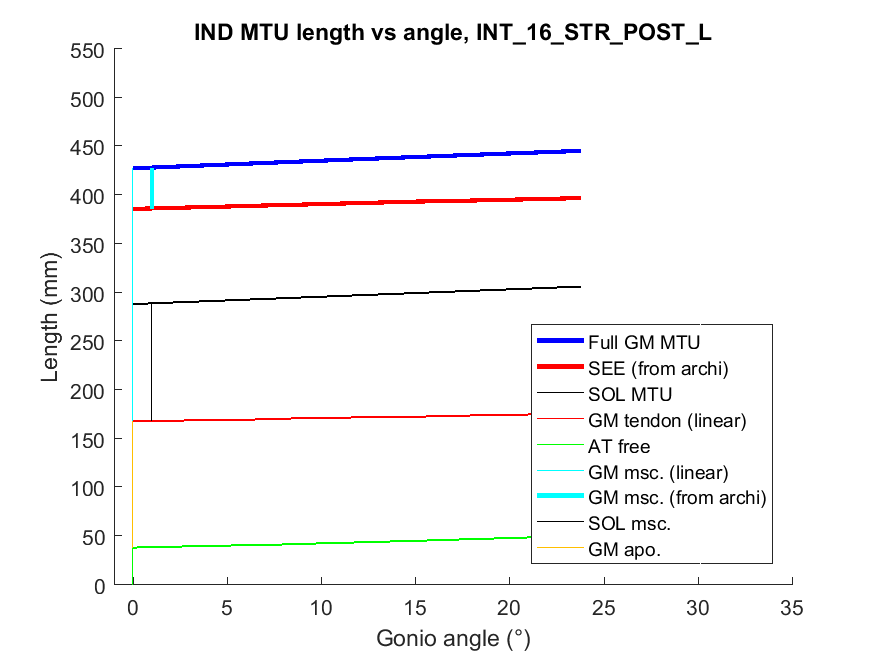 IND MTU length vs angle, INT_16_STR_POST_L
550
500
450
400
350
300
250
200
150
100
50
0
Length (mm)
Full GM MTU
SEE (from archi)
SOL MTU
GM tendon (linear)
AT free
GM msc. (linear)
GM msc. (from archi)
SOL msc.
GM apo.
0 5 10 15 20 25 30 35
Gonio angle (°)